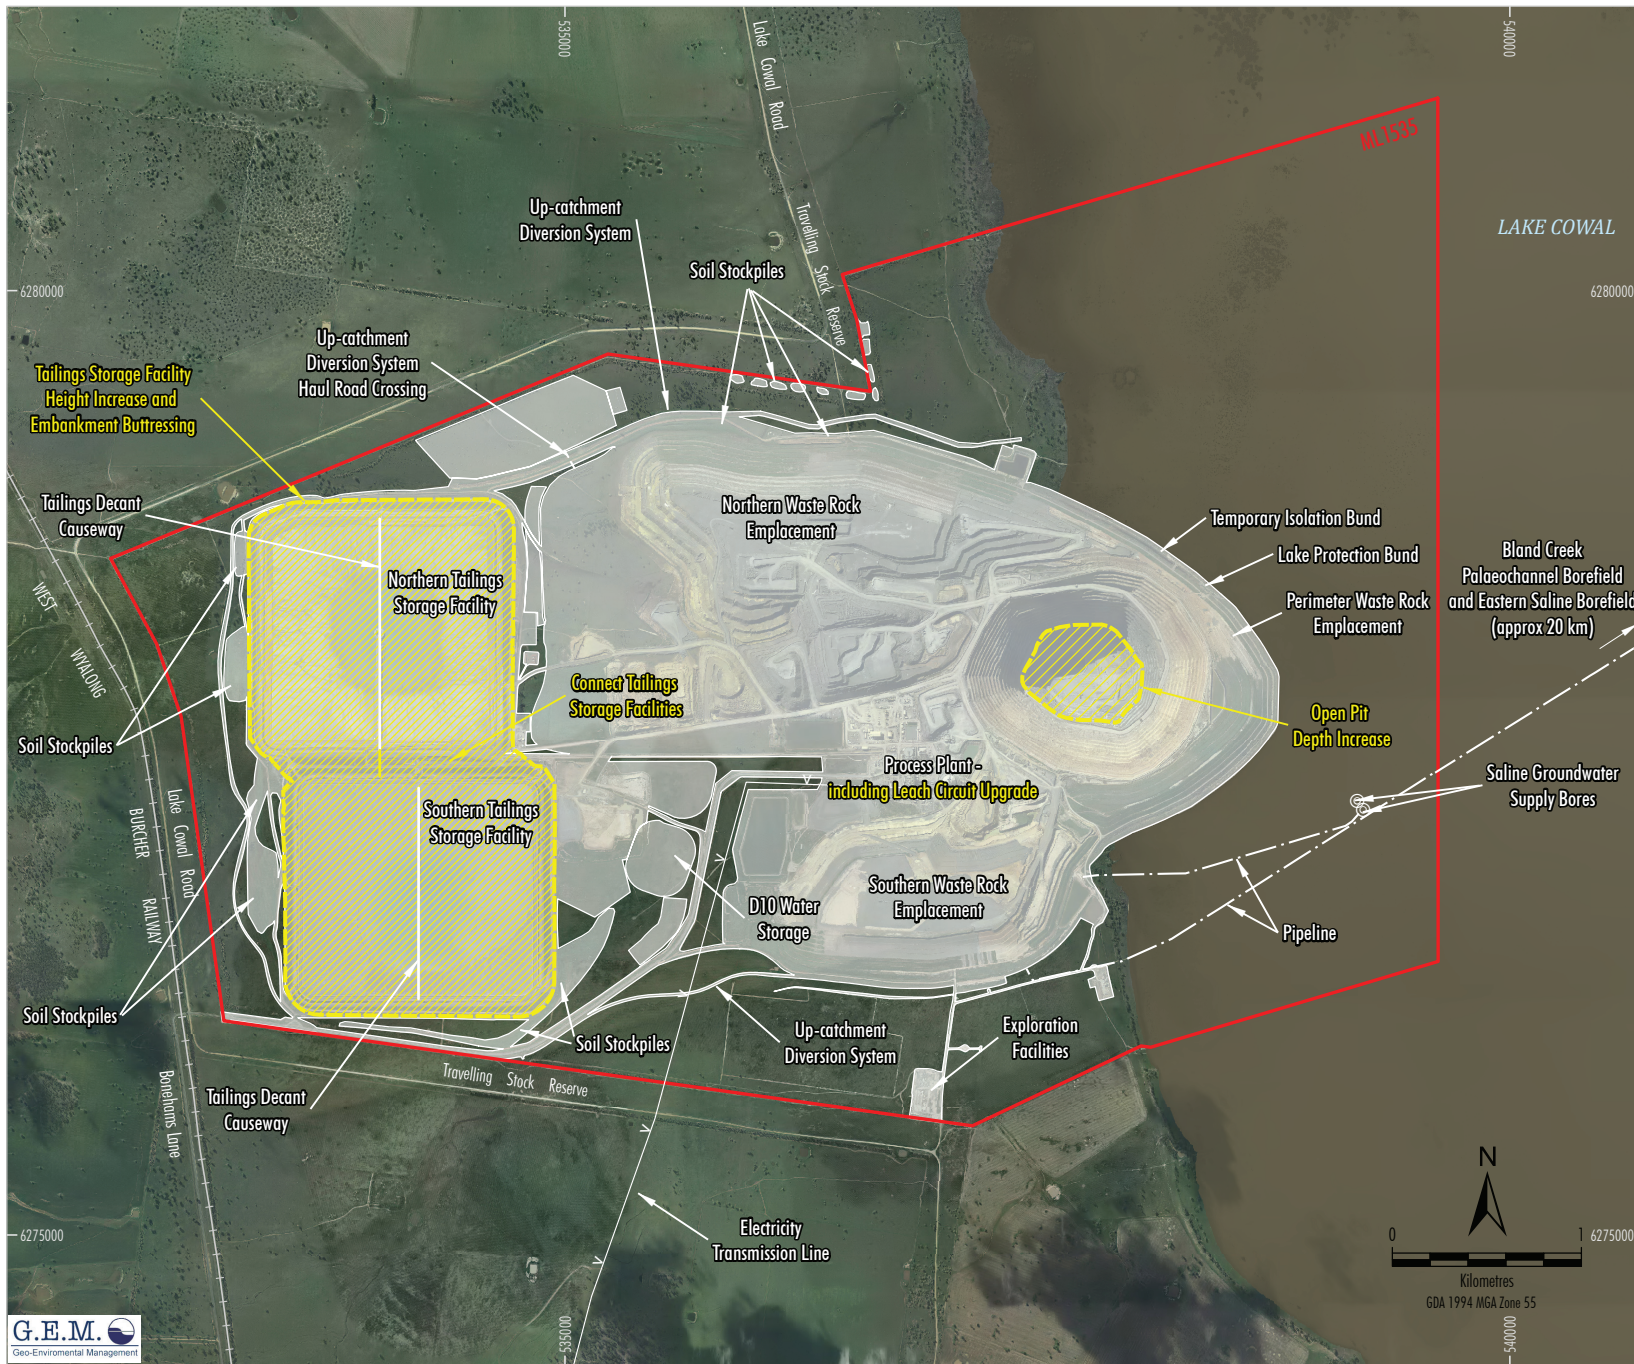 535000
540000
Lake Cowal Road
ML1535
LAKE COWAL
Up-catchment
Diversion System
Travelling Stock Reserve
Soil Stockpiles
6280000
6280000
Up-catchment
Diversion System
Haul Road Crossing
Tailings Storage Facility
Height Increase and
Embankment Buttressing
Tailings Decant
Causeway
Northern Waste Rock
Emplacement
Temporary Isolation Bund
Lake Protection Bund
Bland Creek
Palaeochannel Borefield
and Eastern Saline Borefield
(approx 20 km)
Northern Tailings
Storage Facility
Perimeter Waste Rock
Emplacement
WEST
WYALONG
Connect Tailings
Storage Facilities
Open Pit
Depth Increase
Soil Stockpiles
Process Plant -
including Leach Circuit Upgrade
Saline Groundwater
Supply Bores
Lake Cowal Road
BURCHER
RAILWAY
Southern Tailings
Storage Facility
Southern Waste Rock
Emplacement
D10 Water
Storage
Pipeline
Soil Stockpiles
Soil Stockpiles
Up-catchment
Diversion System
Exploration
Facilities
Travelling Stock Reserve
Bonehams Lane
Tailings Decant
Causeway
Electricity
Transmission Line
N
6275000
6275000
0
1
Kilometres
GDA 1994 MGA Zone 55
535000
540000
G.E.M.
Geo-Enviromental Management